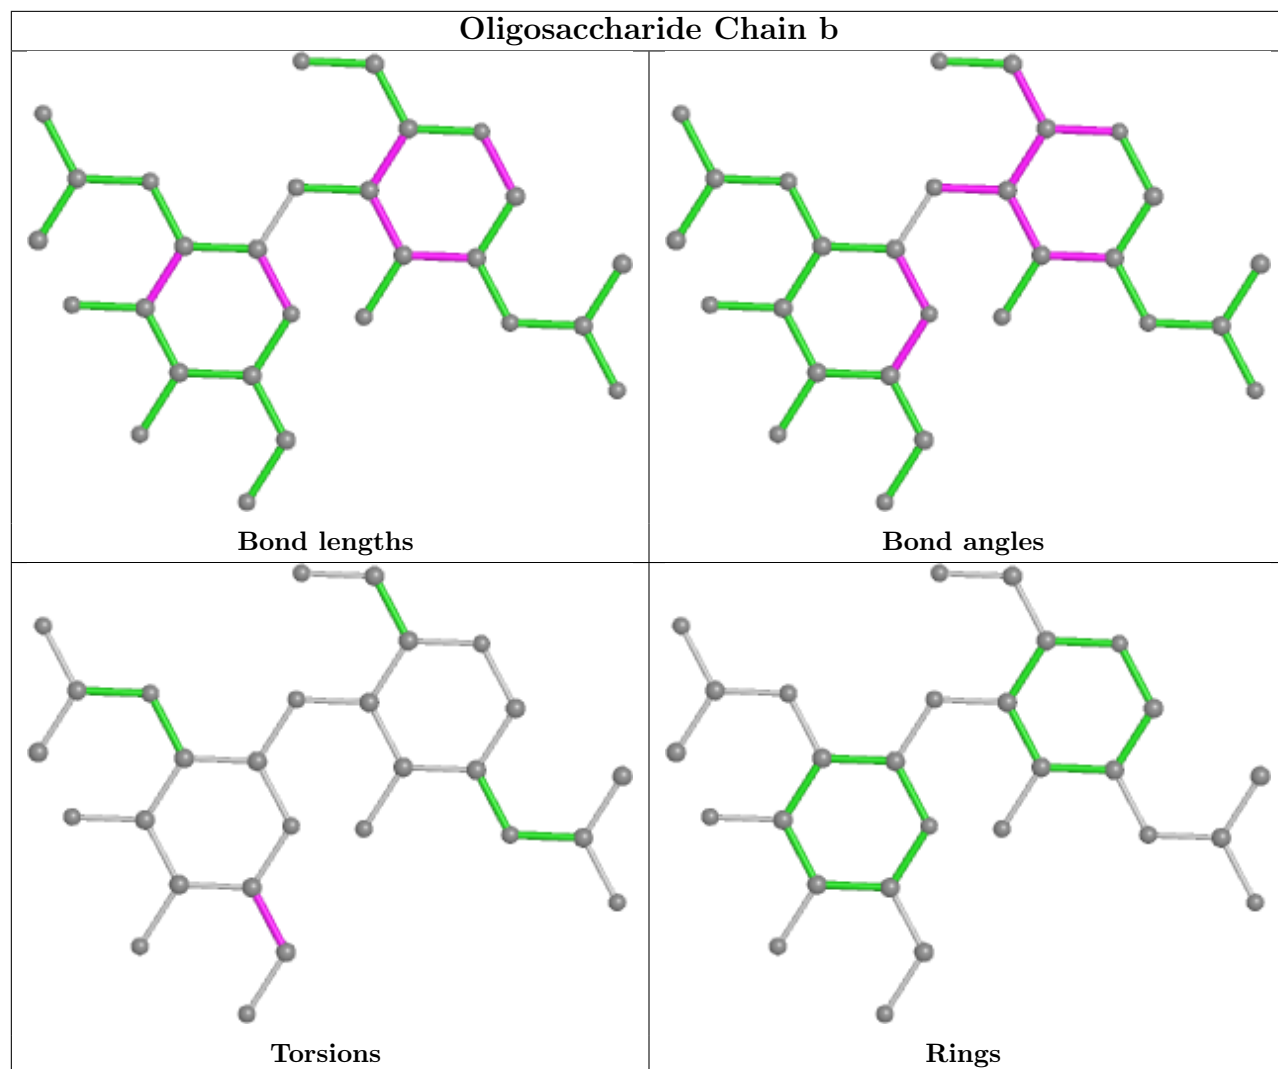 Oligosaccharide Chain b
Bond lengths
Bond angles
Torsions
Rings